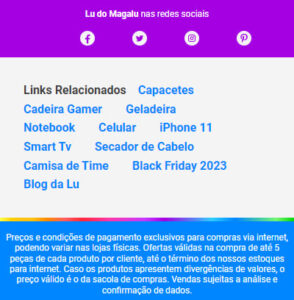 Lu do Magalu nas redes sociais
Links Relacionados Capacetes
Cadeira Gamer Geladeira
Notebook Celular iPhone 11
Smart Tv Secador de Cabelo
Camisa de Time Black Friday 2023
Blog da Lu
Preços e condições de pagamento exclusivos para compras via internet,
podendo variar nas lojas físicas. Ofertas válidas na compra de até 5
peças de cada produto por cliente, até o término dos nossos estoques
para internet. Caso os produtos apresentem divergências de valores, o
preço válido é o da sacola de compras. Vendas sujeitas a análise e
confirmação de dados.